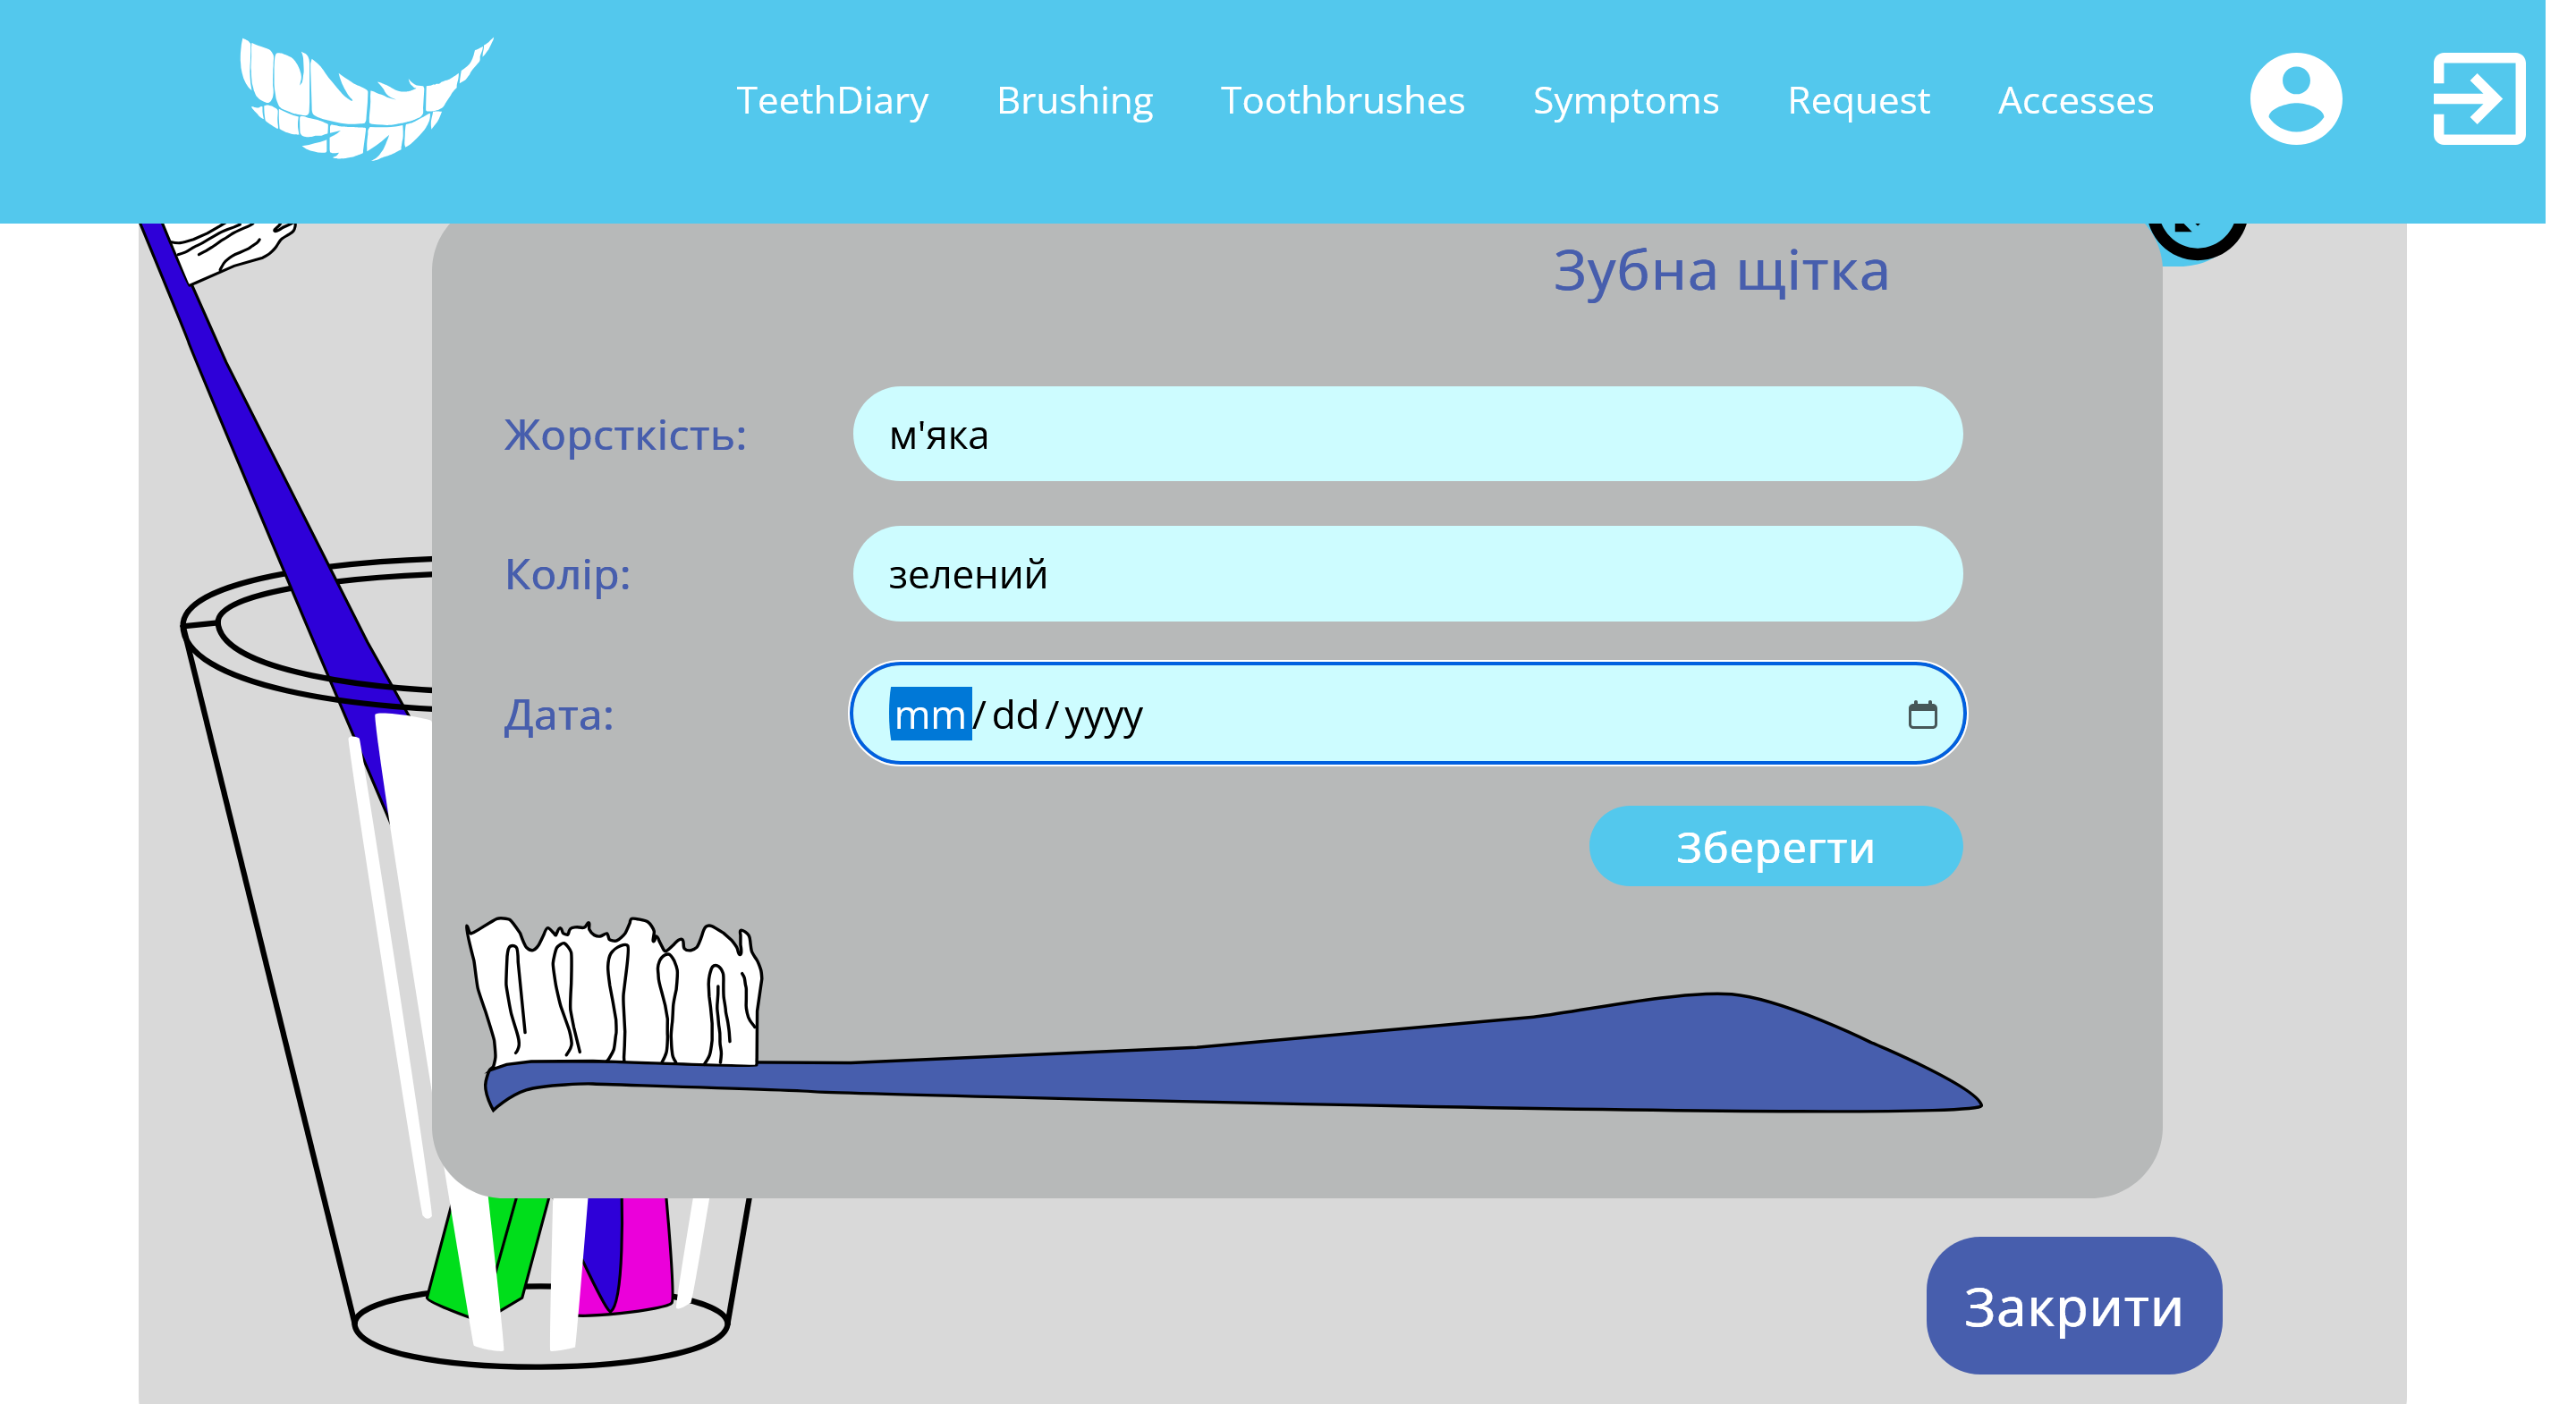 TeethDiary Brushing Toothbrushes Symptoms Request Accesses
Зубна щітка
Жорсткість: м'яка
Колір: зелений
Дата: mm/dd/yyyy
Зберегти
Закрити